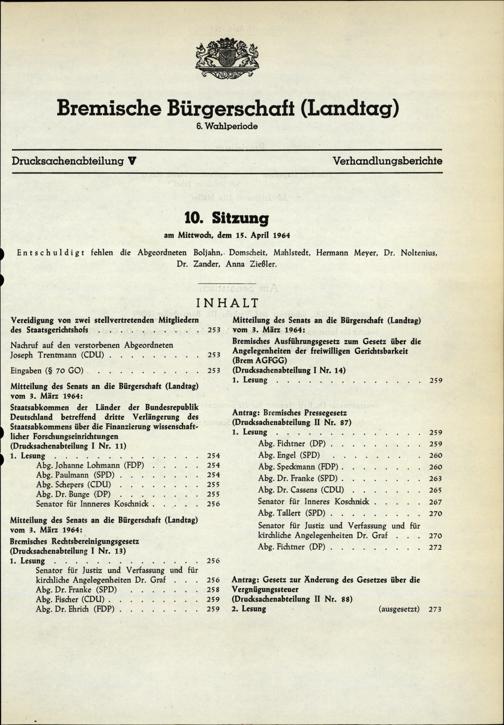 Bremische Bürgerschaft (Landtag)
6. Wahlperiode
Drucksachenabteilung V
Verhandlungsberichte
10. Sitzung
am Mittwoch, dem 15. April 1964
Entschuldigt fehlen die Abgeordneten Boljahn, Domscheit, Mahlstedt, Hermann Meyer, Dr. Noltenius,
Dr. Zander, Anna Zießler.
INHALT
Vereidigung von zwei stellvertretenden Mitgliedern
des Staatsgerichtshofs . . . . . . . . . . 253
Nachruf auf den verstorbenen Abgeordneten
Joseph Trentmann (CDU) . . . . . . . . . 253
Eingaben (§ 70 GO) . . . . . . . . . . . 253
Mitteilung des Senats an die Bürgerschaft (Landtag)
vom 3. März 1964:
Staatsabkommen der Länder der Bundesrepublik
Deutschland betreffend dritte Verlängerung des
Staatsabkommens über die Finanzierung wissenschaft-
licher Forschungseinrichtungen
(Drucksachenabteilung I Nr. 11)
1. Lesung . . . . . . . . . . . . . . 254
Abg. Johanne Lohmann (FDP) . . . . . 254
Abg. Paulmann (SPD) . . . . . . . . 254
Abg. Schepers (CDU) . . . . . . . . 255
Abg. Dr. Bunge (DP) . . . . . . . . 255
Senator für Innneres Koschnik . . . . . 256
Mitteilung des Senats an die Bürgerschaft (Landtag)
vom 3. März 1964:
Bremisches Rechtsbereinigungsgesetz
(Drucksachenabteilung I Nr. 13)
1. Lesung . . . . . . . . . . . . . . 256
Senator für Justiz und Verfassung und für
kirchliche Angelegenheiten Dr. Graf . . . 256
Abg. Dr. Franke (SPD) . . . . . . . 258
Abg. Fischer (CDU) . . . . . . . . . 259
Abg. Dr. Ehrich (FDP) . . . . . . . . 259
Mitteilung des Senats an die Bürgerschaft (Landtag)
vom 3. März 1964:
Bremisches Ausführungsgesetz zum Gesetz über die
Angelegenheiten der freiwilligen Gerichtsbarkeit
(Brem AGFGG)
(Drucksachenabteilung I Nr. 14)
1. Lesung . . . . . . . . . . . . . . 259
Antrag: Bremisches Pressegesetz
(Drucksachenabteilung II Nr. 87)
1. Lesung . . . . . . . . . . . . . . 259
Abg. Fichtner (DP) . . . . . . . . . 259
Abg. Engel (SPD) . . . . . . . . . . 260
Abg. Speckmann (FDP) . . . . . . . . 260
Abg. Dr. Franke (SPD) . . . . . . . 263
Abg. Dr. Cassens (CDU) . . . . . . . 265
Senator für Inneres Koschnick . . . . . 267
Abg. Tallert (SPD) . . . . . . . . . 270
Senator für Justiz und Verfassung und für
kirchliche Angelegenheiten Dr. Graf . . . 270
Abg. Fichtner (DP) . . . . . . . . . 272
Antrag: Gesetz zur Änderung des Gesetzes über die
Vergnügungssteuer
(Drucksachenabteilung II Nr. 88)
2. Lesung (ausgesetzt) 273